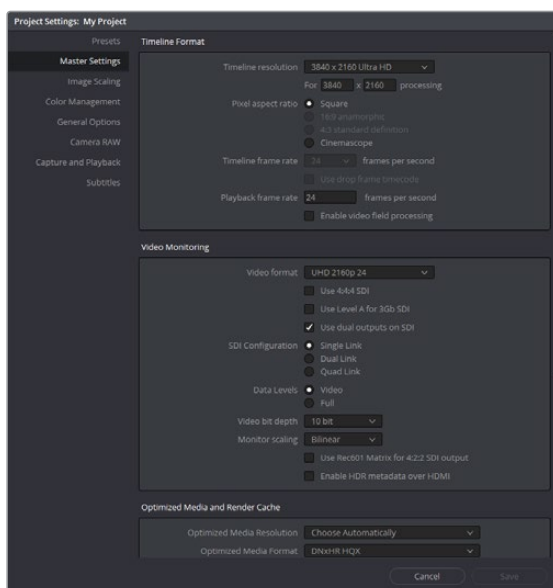 Project Settings: My Project
Presets
Master Settings
Image Scaling
Color Management
General Options
Camera RAW
Capture and Playback
Subtitles
Timeline Format
Timeline resolution 3840 x 2160 Ultra HD
For 3840 x 2160 processing
Pixel aspect ratio Square
16:9 anamorphic
4:3 standard definition
Cinemascope
Timeline frame rate 24 frames per second
Use drop frame timecode
Playback frame rate 24 frames per second
Enable video field processing
Video Monitoring
Video format UHD 2160p 24
Use 4:4:4 SDI
Use Level A for 3Gb SDI
Use dual outputs on SDI
SDI Configuration Single Link
Dual Link
Quad Link
Data Levels Video
Full
Video bit depth 10 bit
Monitor scaling Bilinear
Use Rec601 Matrix for 4:2:2 SDI output
Enable HDR metadata over HDMI
Optimized Media and Render Cache
Optimized Media Resolution Choose Automatically
Optimized Media Format DNxHR HQX
Cancel Save